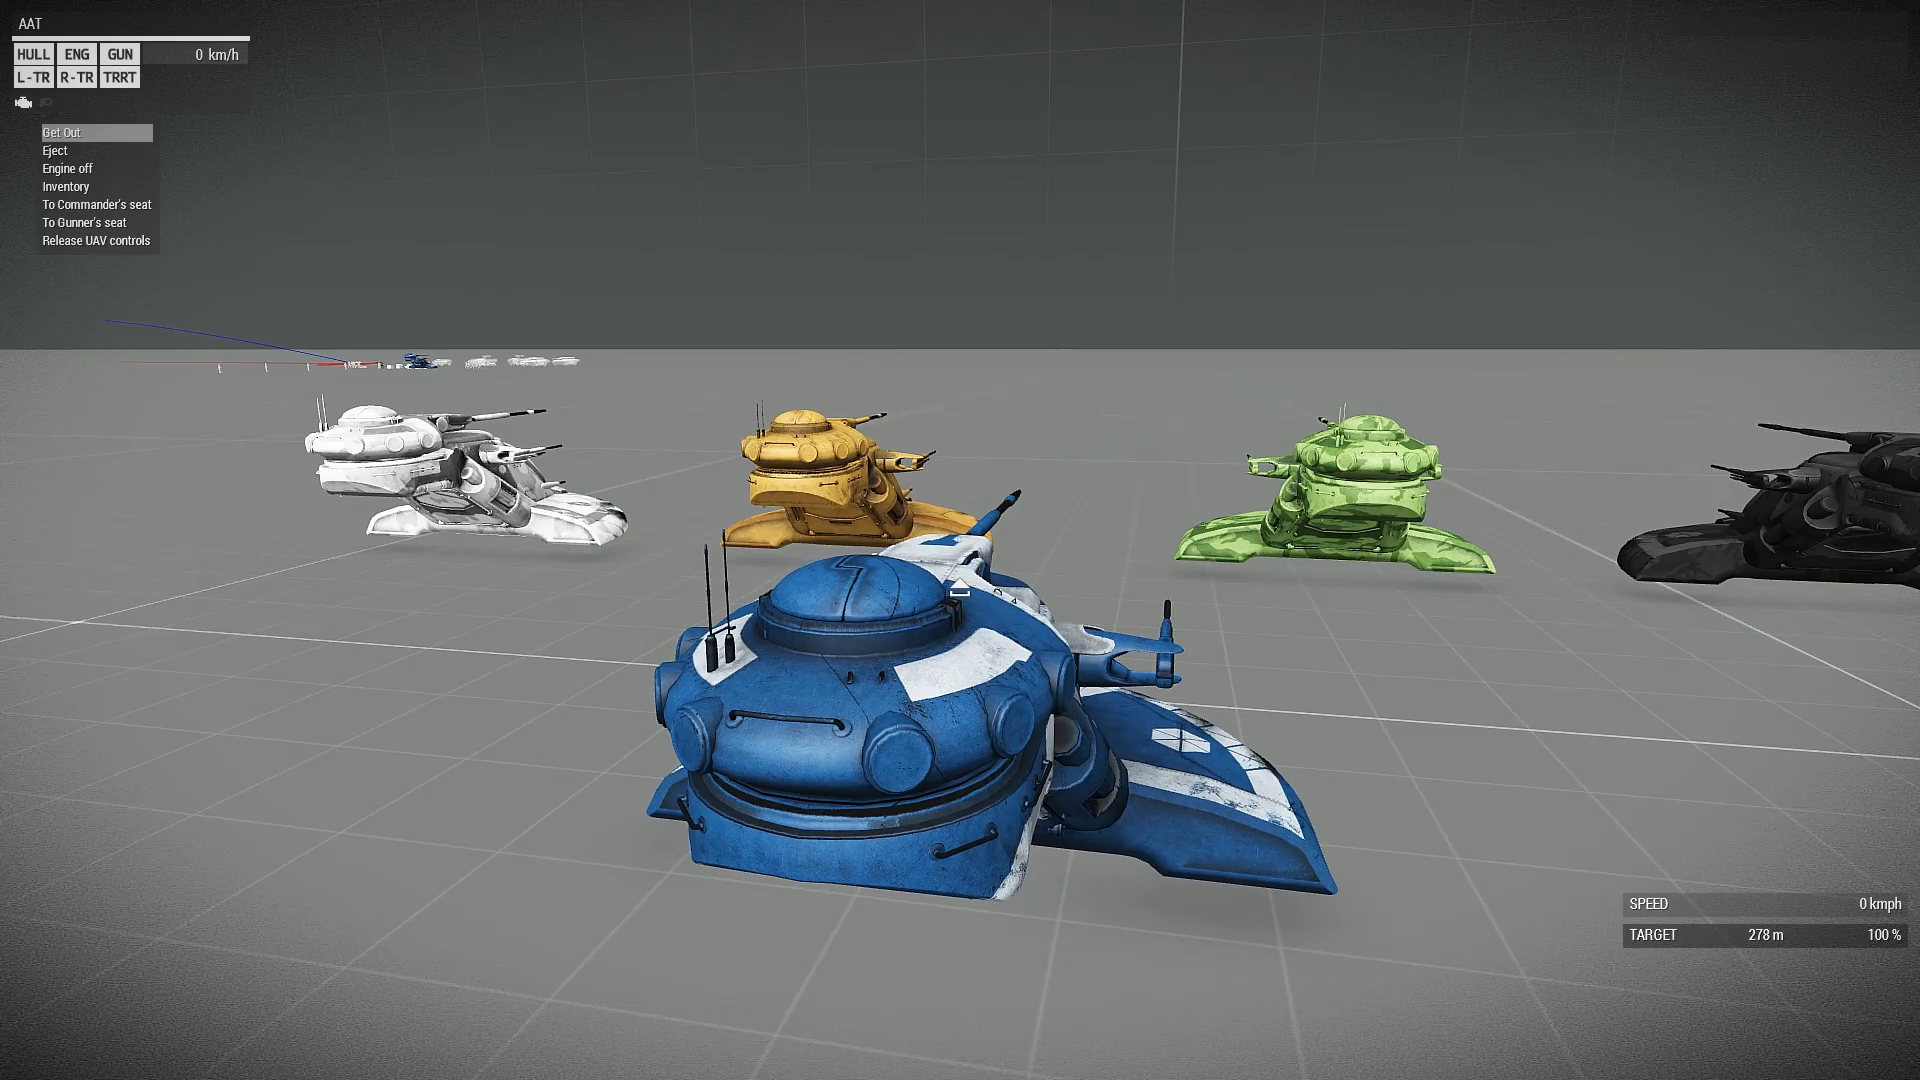 AAT
HULL ENG GUN 0 km/h
L-TR R-TR TRRT
Get Out
Eject
Engine off
Inventory
To Commander's seat
To Gunner's seat
Release UAV controls
SPEED 0 kmph
TARGET 278 m 100 %